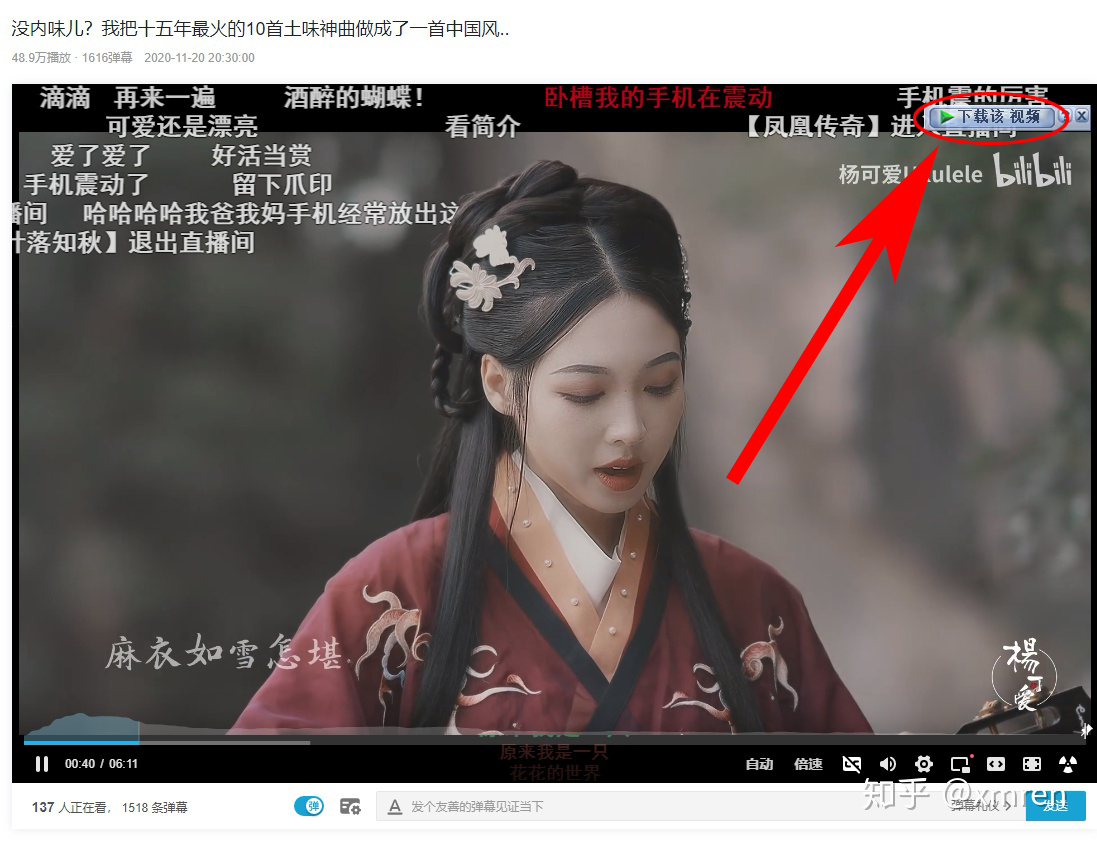 没内味儿？我把十五年最火的10首土味神曲做成了一首中国风..
48.9万播放 · 1616弹幕 2020-11-20 20:30:00
滴滴 再来一遍 酒醉的蝴蝶！ 卧槽我的手机在震动 手机震的厉害
可爱还是漂亮 看简介 【凤凰传奇】进入直播间
下载该 视频
爱了爱了 好活当赏
手机震动了 留下爪印
杨可爱Ukulele bilibili
播间 哈哈哈哈我爸我妈手机经常放出这
叶落知秋】退出直播间
麻衣如雪怎堪
楊可爱
原来我是一只
花花的世界
00:40 / 06:11 自动 倍速
137 人正在看， 1518 条弹幕 弹 发个友善的弹幕见证当下 弹幕礼仪 > 发送
知乎 @xmren